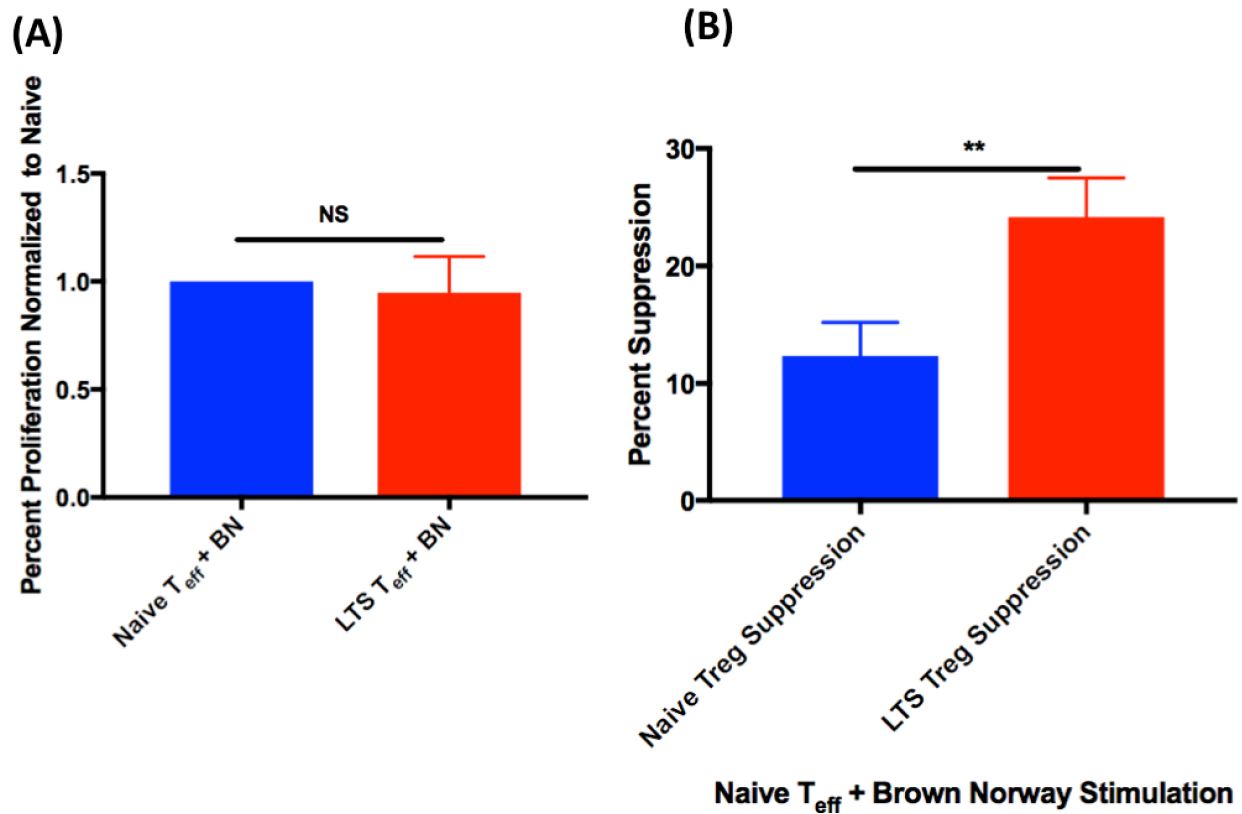 (A)
Percent Proliferation Normalized to Naive
1.5
1.0
0.5
0.0
NS
Naive Teff + BN
LTS Teff + BN
(B)
Percent Suppression
30
20
10
0
**
Naive Treg Suppression
LTS Treg Suppression
Naive Teff + Brown Norway Stimulation